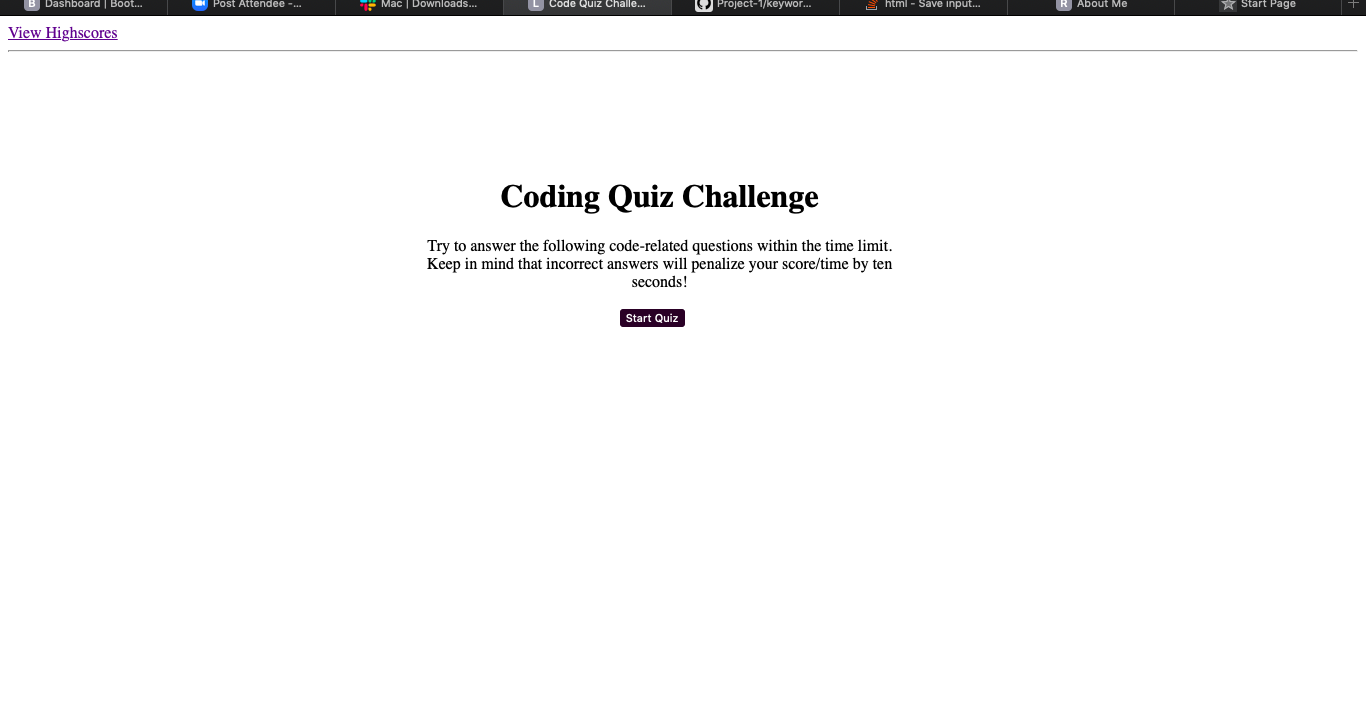 B Dashboard | Boot... Post Attendee -... Mac | Downloads... L Code Quiz Challe... Project-1/keywor... html - Save input... R About Me Start Page
View Highscores
Coding Quiz Challenge
Try to answer the following code-related questions within the time limit.
Keep in mind that incorrect answers will penalize your score/time by ten
seconds!
Start Quiz